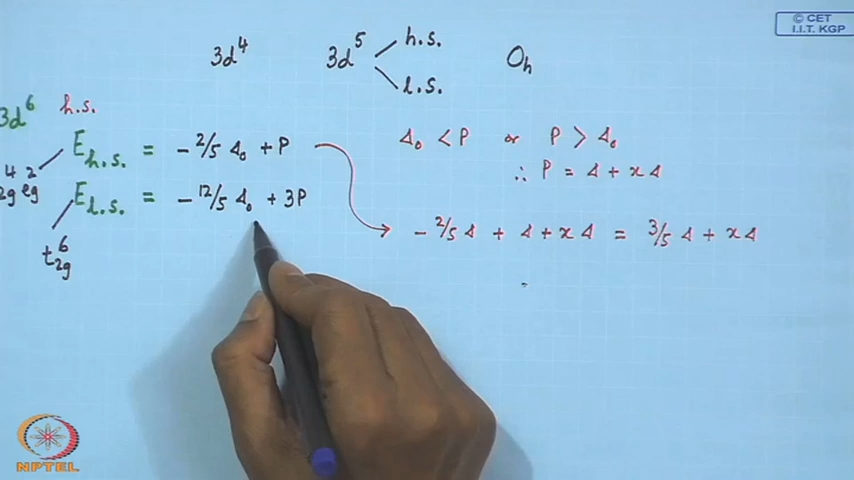 © CET
I.I.T. KGP
3d⁴ 3d⁵ h.s. Oₕ
l.s.
3d⁶ h.s.
E_h.s. = - 2/5 Δ₀ + P
2g⁴ eg²
E_l.s. = - 12/5 Δ₀ + 3P
t2g⁶
Δ₀ < P or P > Δ₀
∴ P = Δ + xΔ
- 2/5 Δ + Δ + xΔ = 3/5 Δ + xΔ
NPTEL